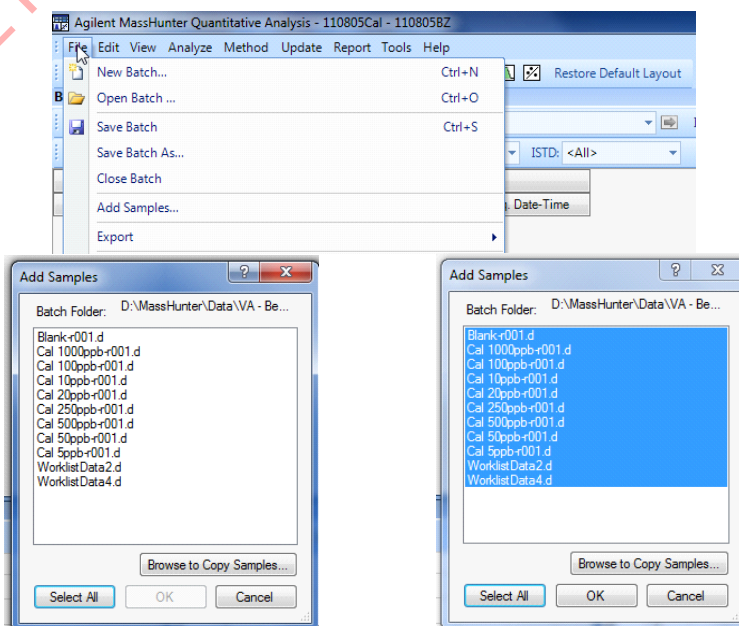 Agilent MassHunter Quantitative Analysis - 110805Cal - 110805BZ
File Edit View Analyze Method Update Report Tools Help
New Batch... Ctrl+N
Restore Default Layout
B
Open Batch ... Ctrl+O
Save Batch Ctrl+S
Save Batch As...
ISTD: <All>
Close Batch
Add Samples...
Date-Time
Export
Add Samples
Batch Folder: D:\MassHunter\Data\VA - Be...
Blank-r001.d
Cal 1000ppb-r001.d
Cal 100ppb-r001.d
Cal 10ppb-r001.d
Cal 20ppb-r001.d
Cal 250ppb-r001.d
Cal 500ppb-r001.d
Cal 50ppb-r001.d
Cal 5ppb-r001.d
WorklistData2.d
WorklistData4.d
Browse to Copy Samples...
Select All OK Cancel
Add Samples
Batch Folder: D:\MassHunter\Data\VA - Be...
Blank-r001.d
Cal 1000ppb-r001.d
Cal 100ppb-r001.d
Cal 10ppb-r001.d
Cal 20ppb-r001.d
Cal 250ppb-r001.d
Cal 500ppb-r001.d
Cal 50ppb-r001.d
Cal 5ppb-r001.d
WorklistData2.d
WorklistData4.d
Browse to Copy Samples...
Select All OK Cancel